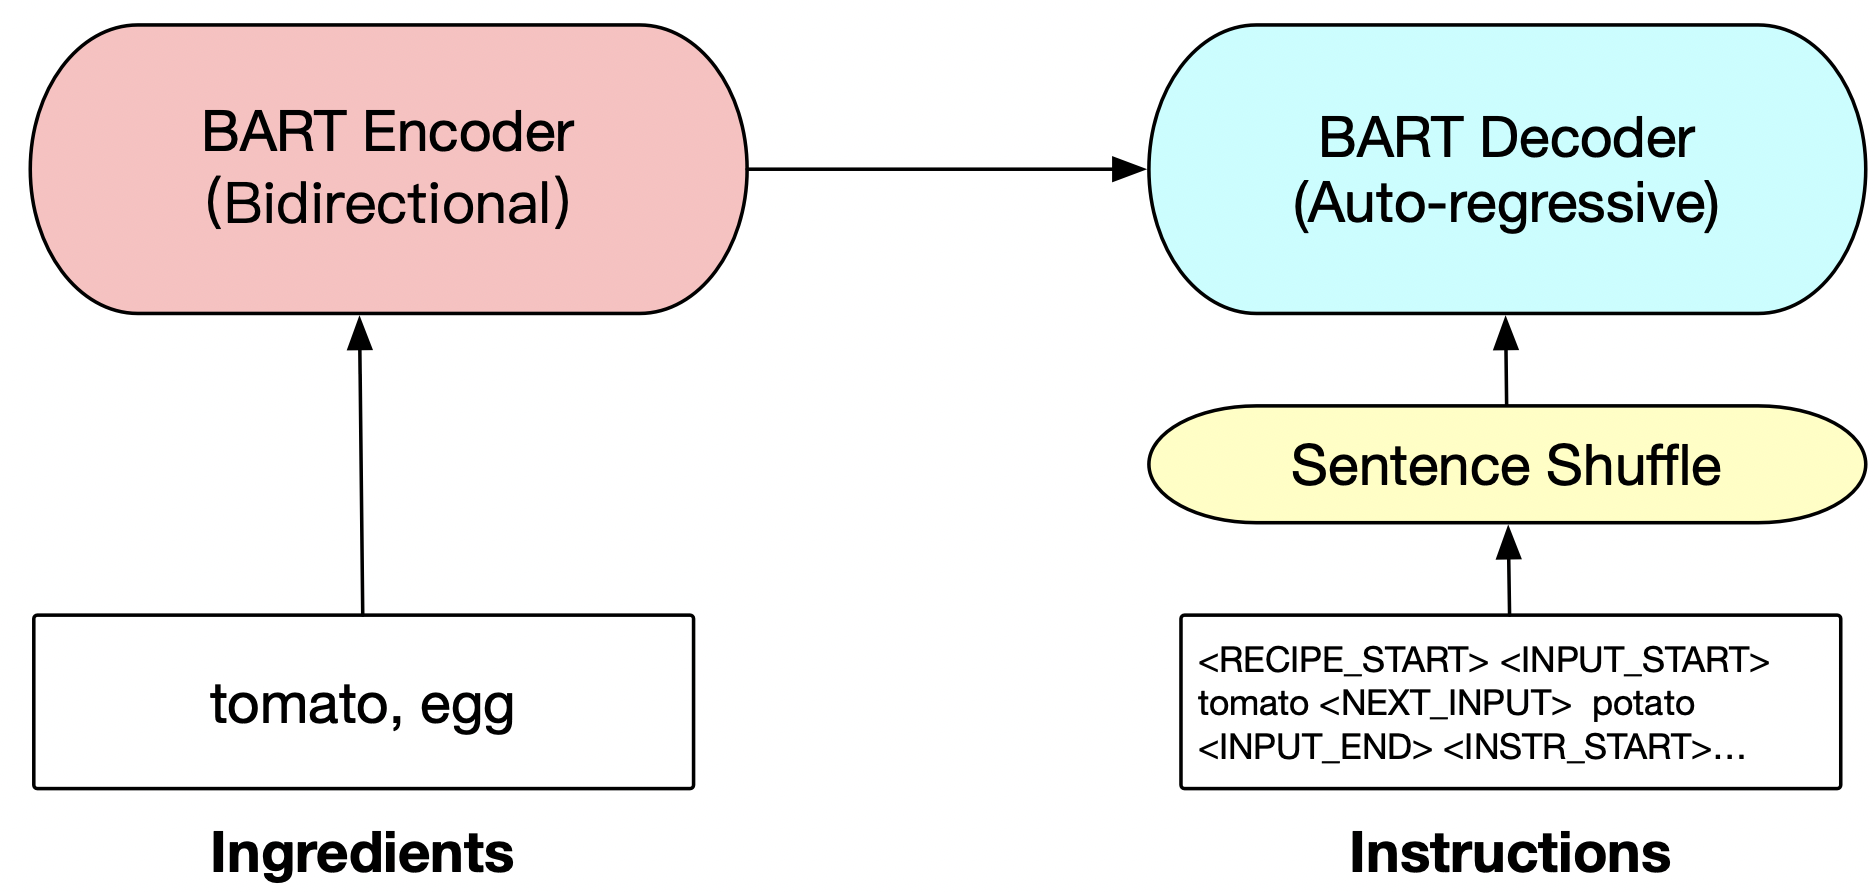 BART Encoder
(Bidirectional)
BART Decoder
(Auto-regressive)
Sentence Shuffle
tomato, egg
<RECIPE_START> <INPUT_START>
tomato <NEXT_INPUT> potato
<INPUT_END> <INSTR_START>...
Ingredients
Instructions